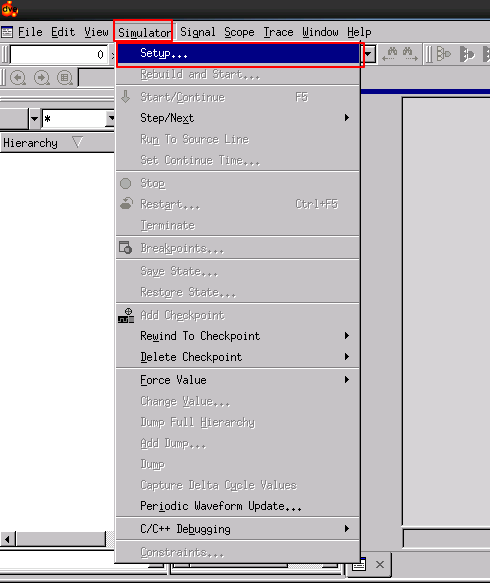 dve
File Edit View Simulator Signal Scope Trace Window Help
0
Setup...
Rebuild and Start...
Start/Continue F5
*
Step/Next
Hierarchy
Run To Source Line
Set Continue Time...
Stop
Restart... Ctrl+F5
Terminate
Breakpoints...
Save State...
Restore State...
Add Checkpoint
Rewind To Checkpoint
Delete Checkpoint
Force Value
Change Value...
Dump Full Hierarchy
Add Dump...
Dump
Capture Delta Cycle Values
Periodic Waveform Update...
C/C++ Debugging
Constraints...